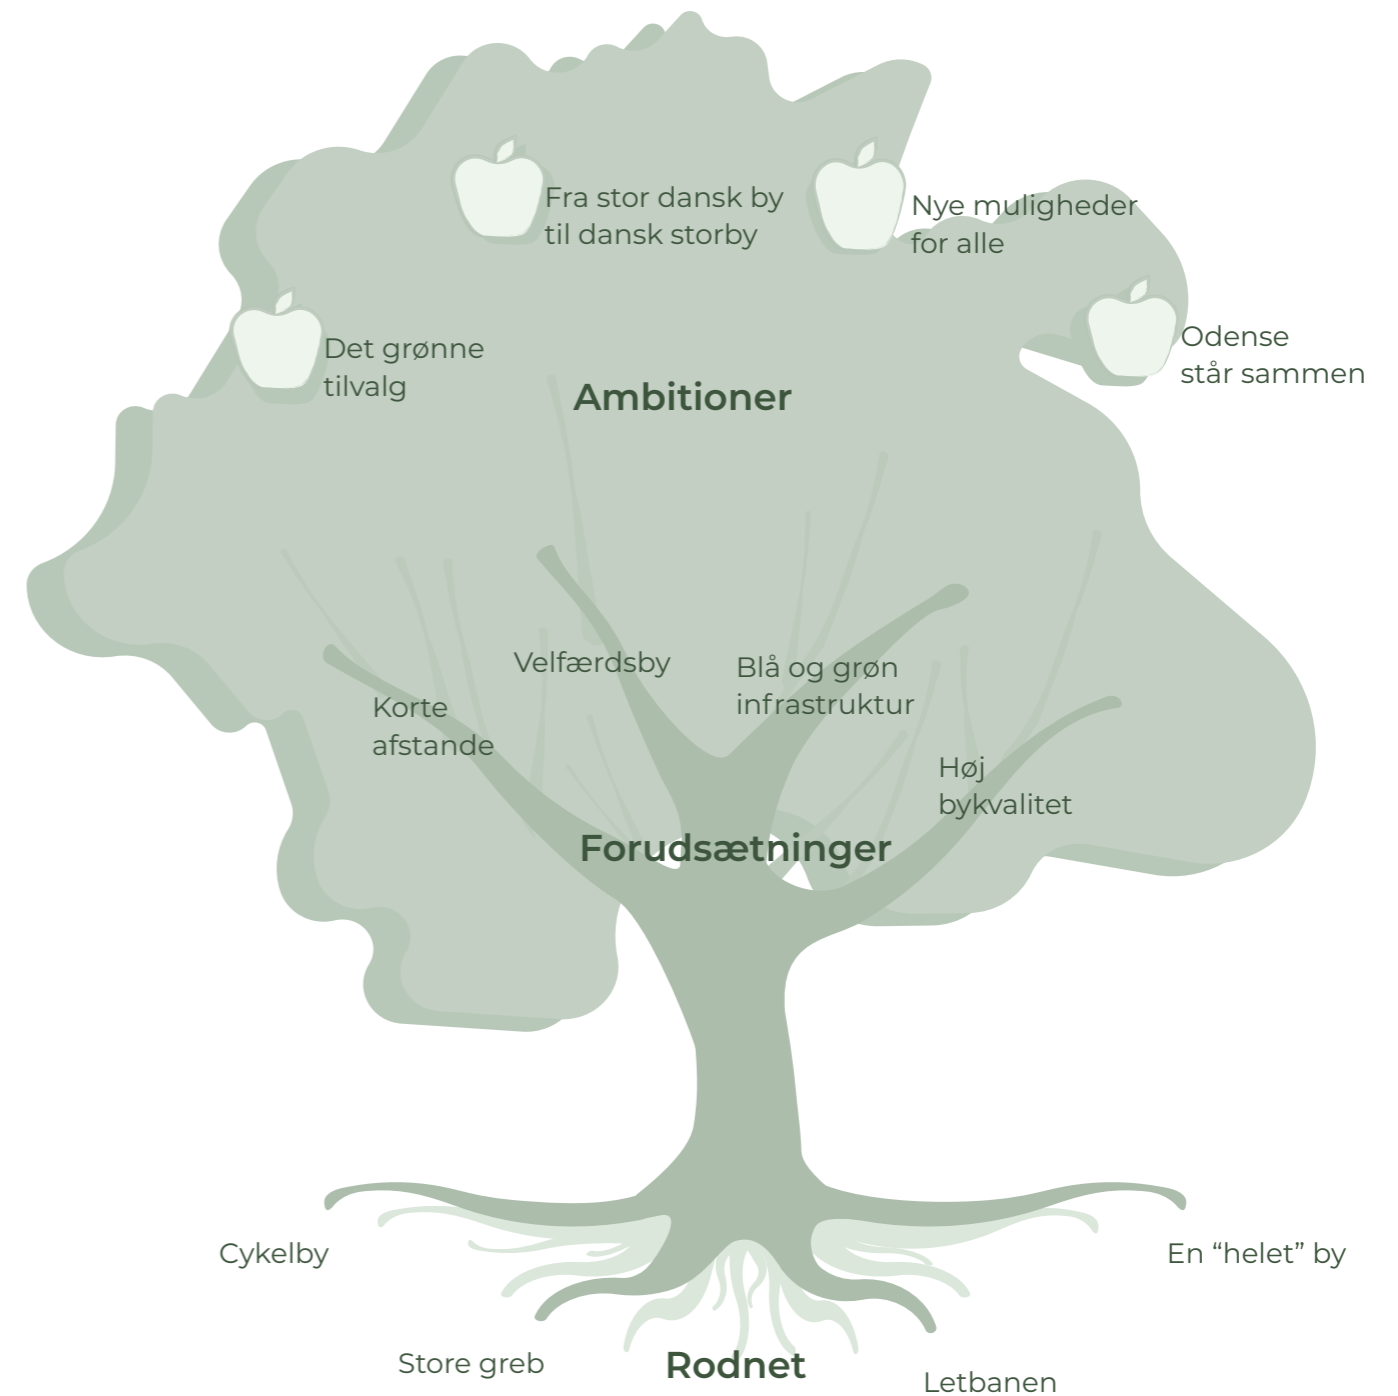 Fra stor dansk by
til dansk storby
Nye muligheder
for alle
Det grønne
tilvalg
Odense
står sammen
Ambitioner
Velfærdsby
Blå og grøn
infrastruktur
Korte
afstande
Høj
bykvalitet
Forudsætninger
Cykelby
En “helet” by
Store greb
Rodnet
Letbanen